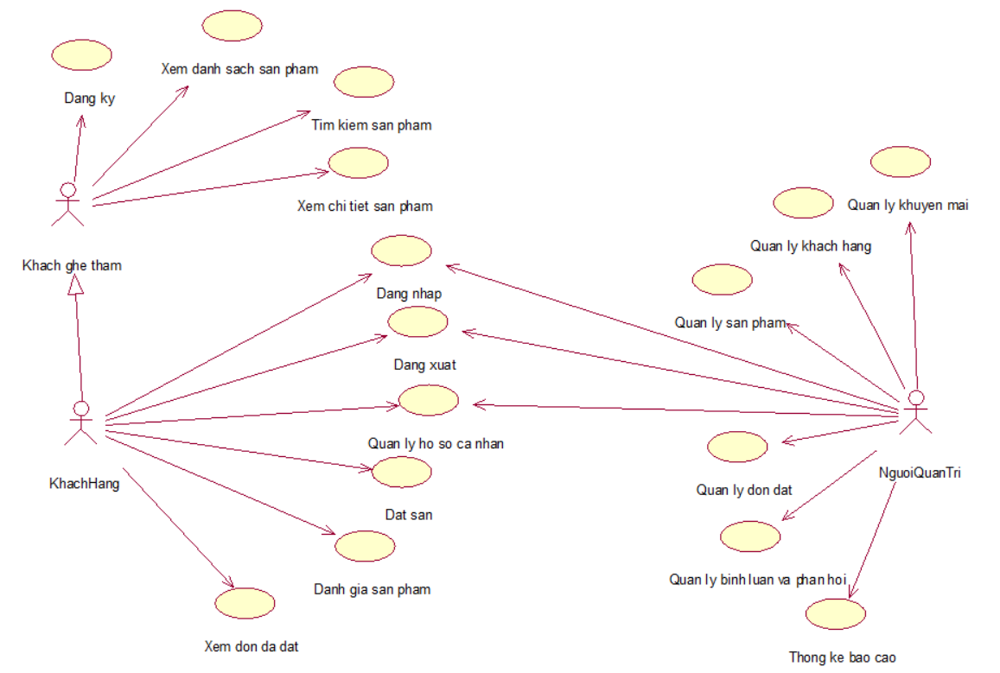 Xem danh sach san pham
Dang ky
Tim kiem san pham
Xem chi tiet san pham
Quan ly khuyen mai
Quan ly khach hang
Khach ghe tham
Dang nhap
Quan ly san pham
Dang xuat
Quan ly ho so ca nhan
KhachHang
NguoiQuanTri
Quan ly don dat
Dat san
Quan ly binh luan va phan hoi
Danh gia san pham
Xem don da dat
Thong ke bao cao